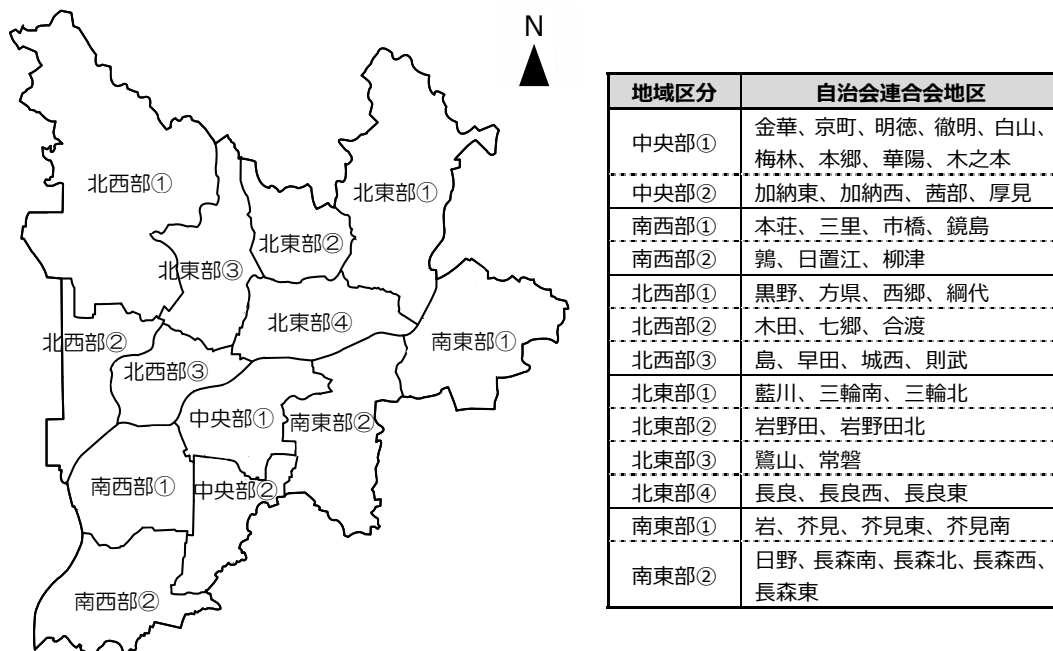 N
北西部①
北東部①
北東部②
北東部③
北東部④
南東部①
北西部②
北西部③
中央部①
南東部②
南西部①
中央部②
南西部②
地域区分 自治会連合会地区
中央部① 金華、京町、明徳、徹明、白山、
梅林、本郷、華陽、木之本
中央部② 加納東、加納西、茜部、厚見
南西部① 本荘、三里、市橋、鏡島
南西部② 鶉、日置江、柳津
北西部① 黒野、方県、西郷、網代
北西部② 木田、七郷、合渡
北西部③ 島、早田、城西、則武
北東部① 藍川、三輪南、三輪北
北東部② 岩野田、岩野田北
北東部③ 鷺山、常磐
北東部④ 長良、長良西、長良東
南東部① 岩、芥見、芥見東、芥見南
南東部② 日野、長森南、長森北、長森西、
長森東